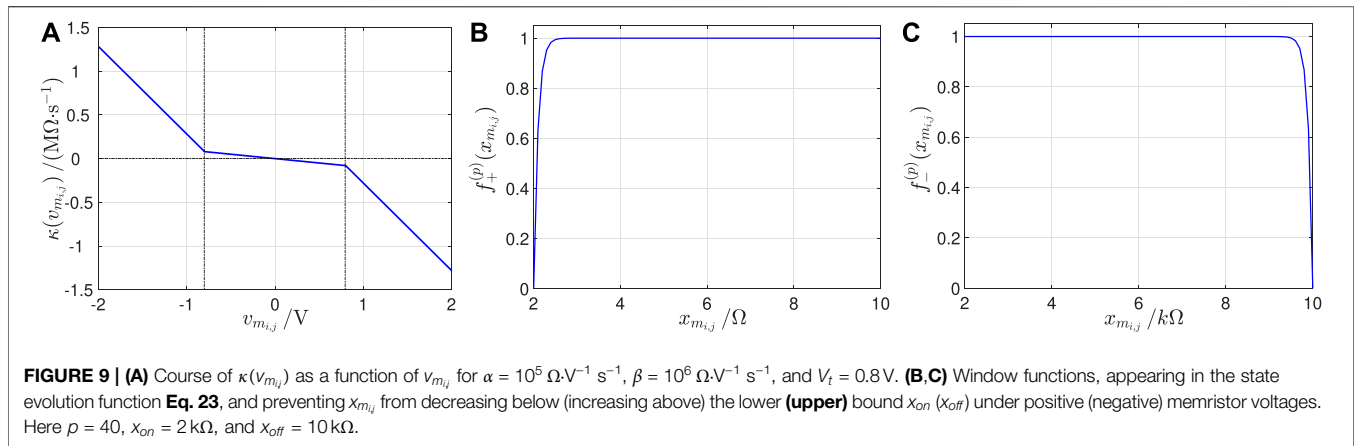 A
1.5
1
0.5
0
-0.5
-1
-1.5
-2
-1
0
1
2
κ(v_{m_{i,j}}) /(MΩ·s⁻¹)
v_{m_{i,j}} /V
B
1
0.8
0.6
0.4
0.2
0
2
4
6
8
10
f_+^{(p)}(x_{m_{i,j}})
x_{m_{i,j}} /Ω
C
1
0.8
0.6
0.4
0.2
0
2
4
6
8
10
f_-^{(p)}(x_{m_{i,j}})
x_{m_{i,j}} /kΩ
FIGURE 9 | (A) Course of κ(v_{m_{i,j}}) as a function of v_{m_{i,j}} for α = 10⁵ Ω·V⁻¹ s⁻¹, β = 10⁶ Ω·V⁻¹ s⁻¹, and V_t = 0.8 V. (B,C) Window functions, appearing in the state
evolution function Eq. 23, and preventing x_{m_{i,j}} from decreasing below (increasing above) the lower (upper) bound x_{on} (x_{off}) under positive (negative) memristor voltages.
Here p = 40, x_{on} = 2 kΩ, and x_{off} = 10 kΩ.